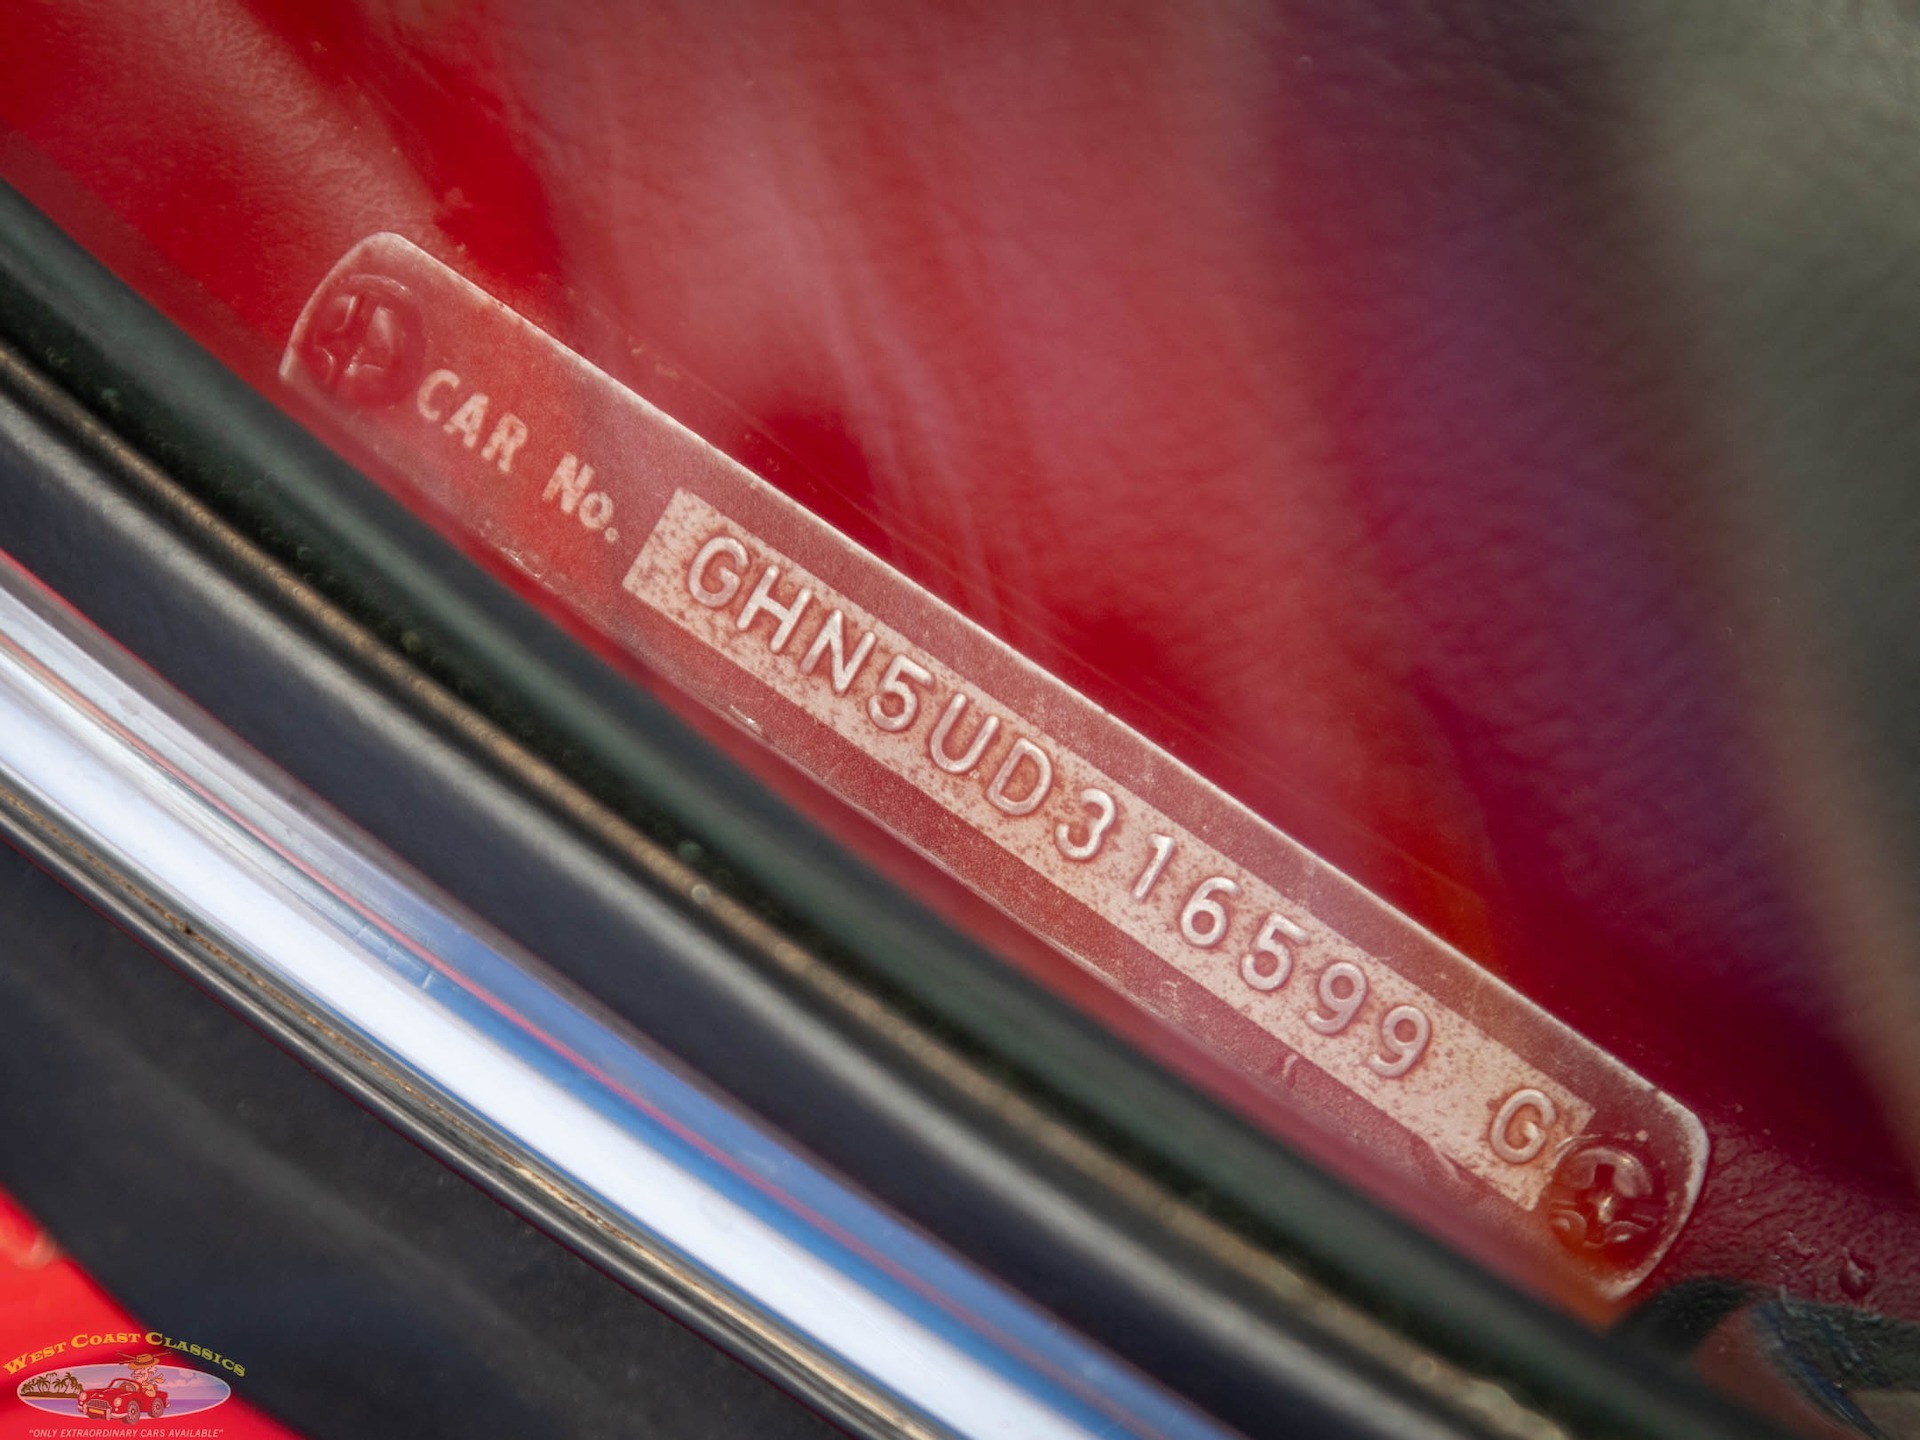 CAR No. GHN5UD316599 G
WEST COAST CLASSICS
"ONLY EXTRAORDINARY CARS AVAILABLE"